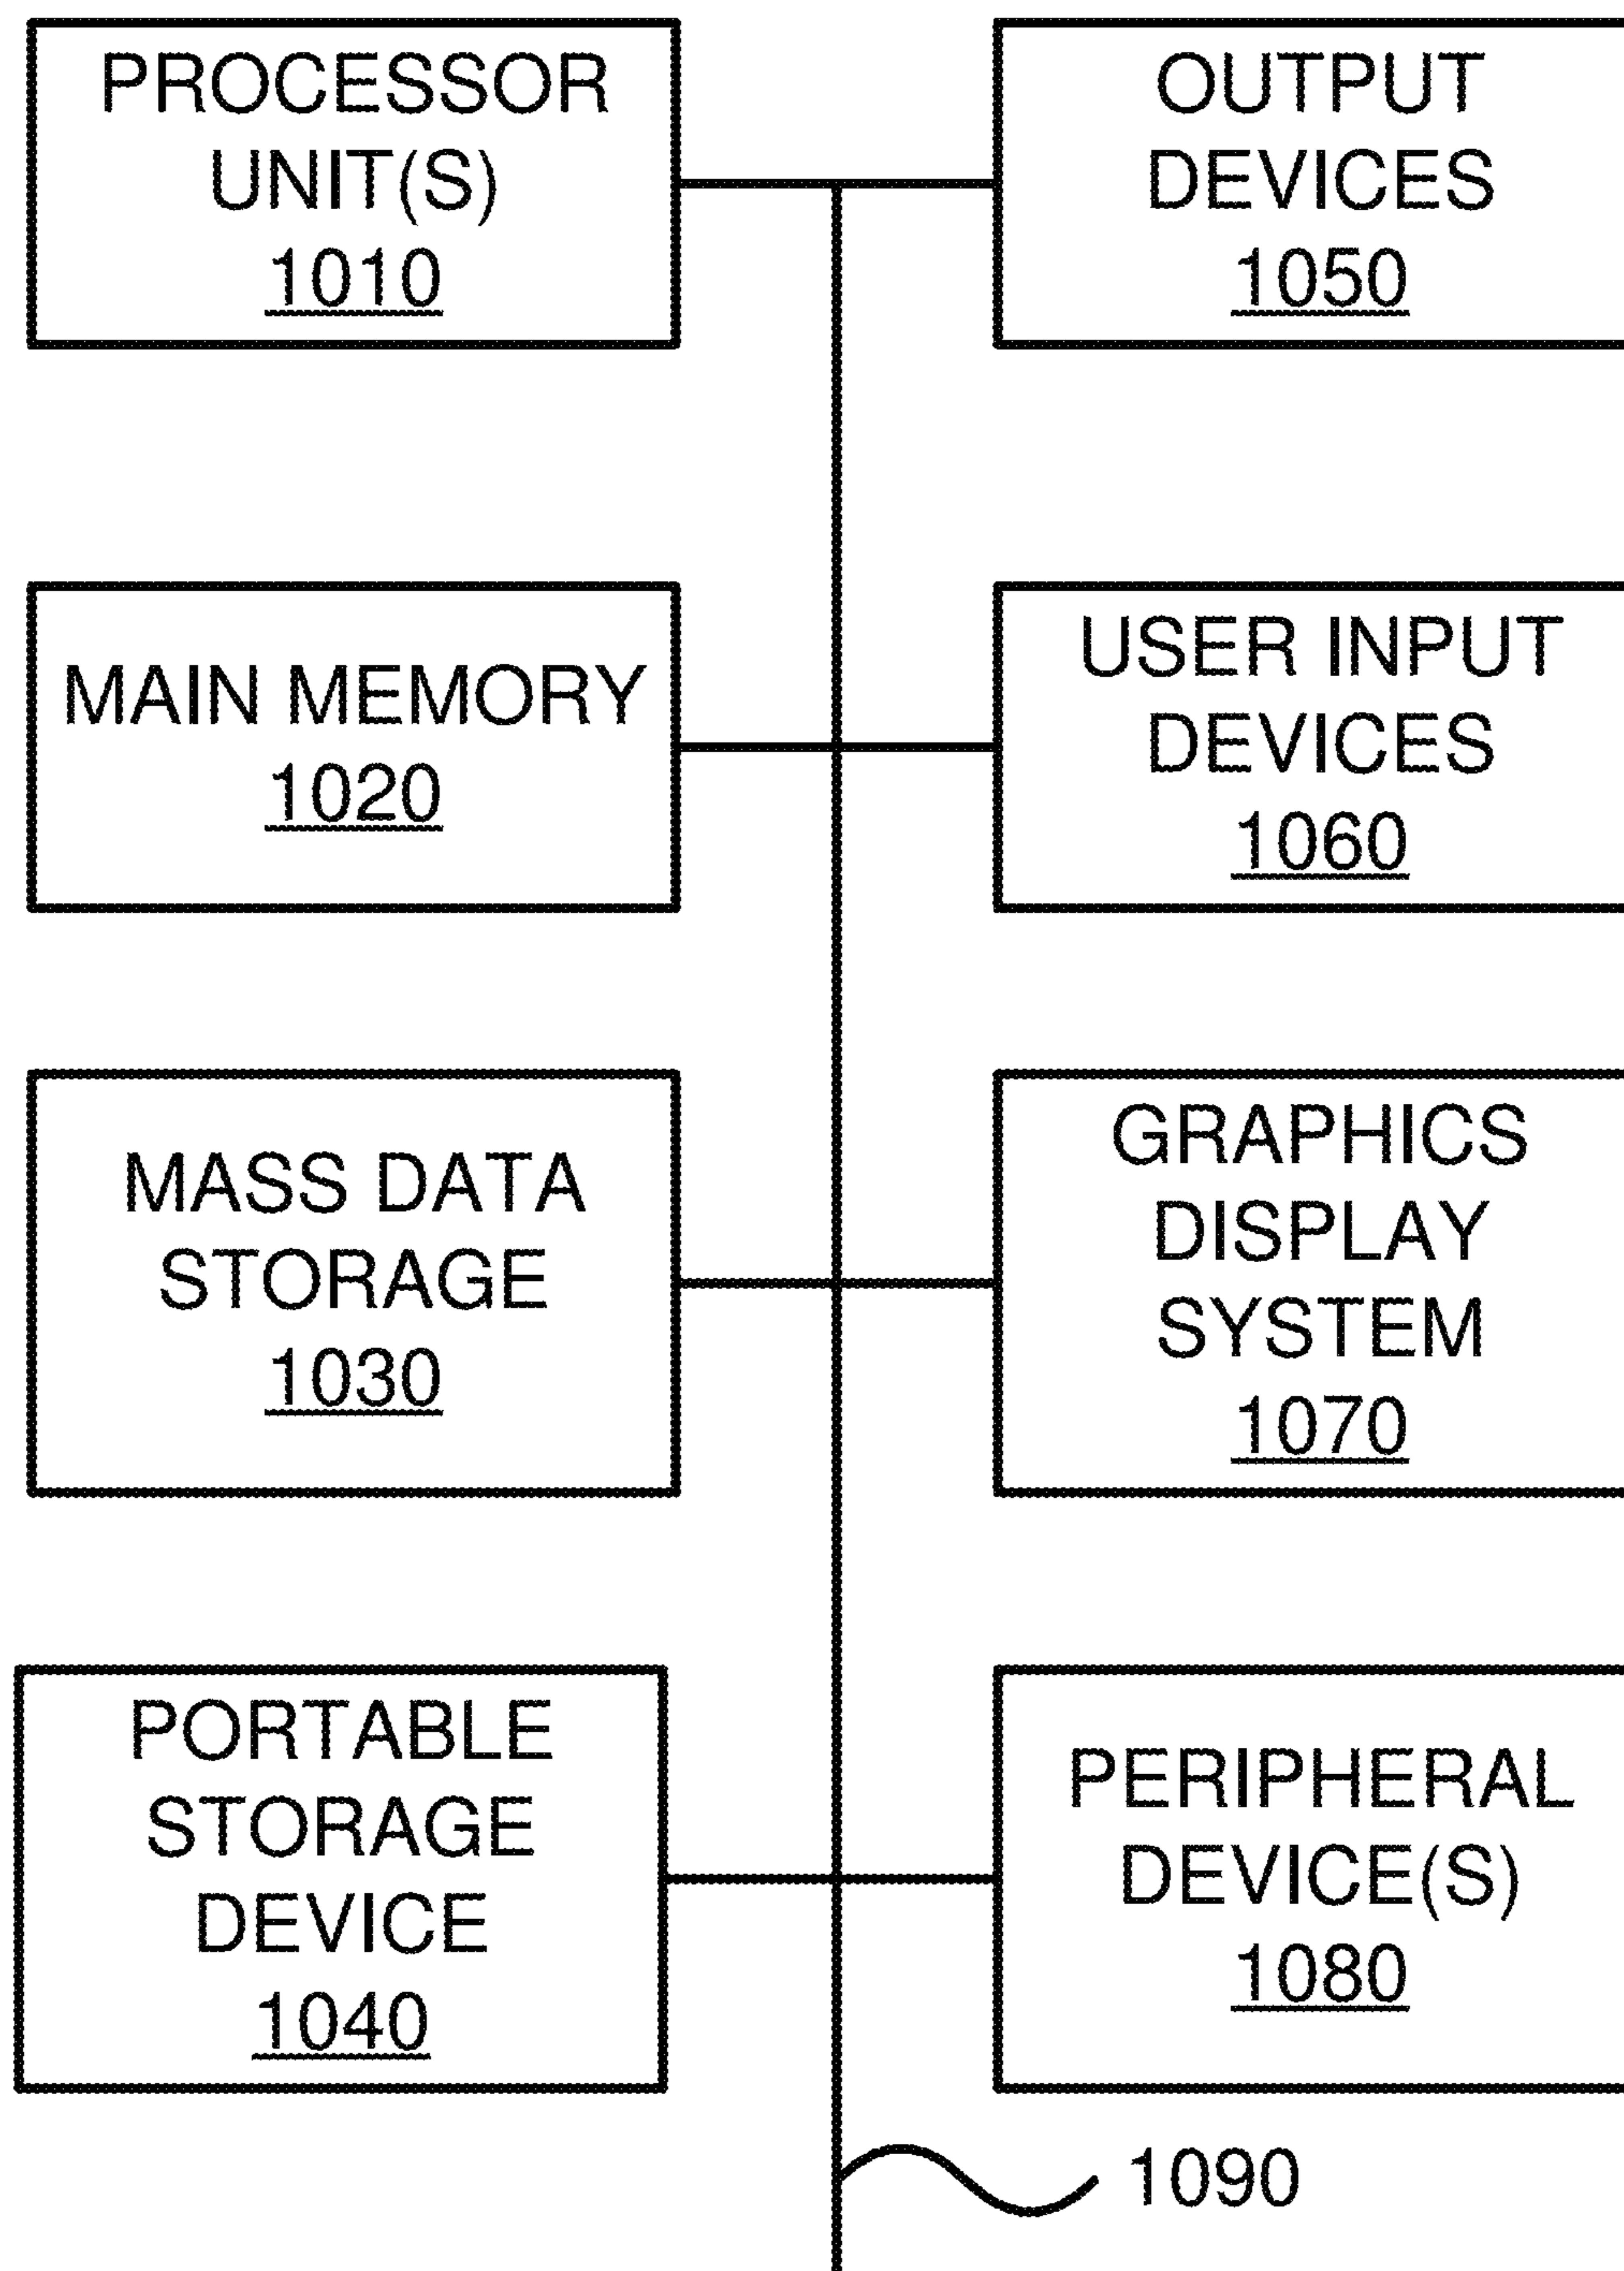 PROCESSOR
UNIT(S)
1010
OUTPUT
DEVICES
1050
MAIN MEMORY
1020
USER INPUT
DEVICES
1060
MASS DATA
STORAGE
1030
GRAPHICS
DISPLAY
SYSTEM
1070
PORTABLE
STORAGE
DEVICE
1040
PERIPHERAL
DEVICE(S)
1080
1090